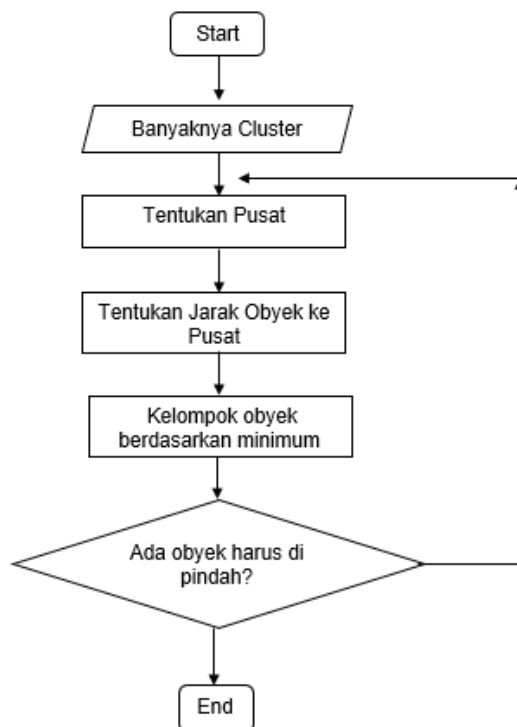 Start
Banyaknya Cluster
Tentukan Pusat
Tentukan Jarak Obyek ke
Pusat
Kelompok obyek
berdasarkan minimum
Ada obyek harus di
pindah?
End